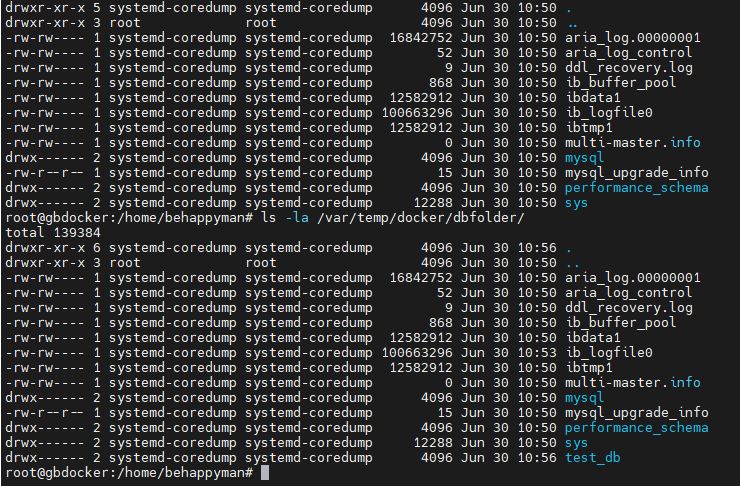 drwxr-xr-x 5 systemd-coredump systemd-coredump 4096 Jun 30 10:50 .
drwxr-xr-x 3 root root 4096 Jun 30 10:50 ..
-rw-rw---- 1 systemd-coredump systemd-coredump 16842752 Jun 30 10:50 aria_log.00000001
-rw-rw---- 1 systemd-coredump systemd-coredump 52 Jun 30 10:50 aria_log_control
-rw-rw---- 1 systemd-coredump systemd-coredump 9 Jun 30 10:50 ddl_recovery.log
-rw-rw---- 1 systemd-coredump systemd-coredump 868 Jun 30 10:50 ib_buffer_pool
-rw-rw---- 1 systemd-coredump systemd-coredump 12582912 Jun 30 10:50 ibdata1
-rw-rw---- 1 systemd-coredump systemd-coredump 100663296 Jun 30 10:50 ib_logfile0
-rw-rw---- 1 systemd-coredump systemd-coredump 12582912 Jun 30 10:50 ibtmp1
-rw-rw---- 1 systemd-coredump systemd-coredump 0 Jun 30 10:50 multi-master.info
drwx------ 2 systemd-coredump systemd-coredump 4096 Jun 30 10:50 mysql
-rw-r--r-- 1 systemd-coredump systemd-coredump 15 Jun 30 10:50 mysql_upgrade_info
drwx------ 2 systemd-coredump systemd-coredump 4096 Jun 30 10:50 performance_schema
drwx------ 2 systemd-coredump systemd-coredump 12288 Jun 30 10:50 sys
root@gbdocker:/home/behappyman# ls -la /var/temp/docker/dbfolder/
total 139384
drwxr-xr-x 6 systemd-coredump systemd-coredump 4096 Jun 30 10:56 .
drwxr-xr-x 3 root root 4096 Jun 30 10:50 ..
-rw-rw---- 1 systemd-coredump systemd-coredump 16842752 Jun 30 10:50 aria_log.00000001
-rw-rw---- 1 systemd-coredump systemd-coredump 52 Jun 30 10:50 aria_log_control
-rw-rw---- 1 systemd-coredump systemd-coredump 9 Jun 30 10:50 ddl_recovery.log
-rw-rw---- 1 systemd-coredump systemd-coredump 868 Jun 30 10:50 ib_buffer_pool
-rw-rw---- 1 systemd-coredump systemd-coredump 12582912 Jun 30 10:50 ibdata1
-rw-rw---- 1 systemd-coredump systemd-coredump 100663296 Jun 30 10:53 ib_logfile0
-rw-rw---- 1 systemd-coredump systemd-coredump 12582912 Jun 30 10:50 ibtmp1
-rw-rw---- 1 systemd-coredump systemd-coredump 0 Jun 30 10:50 multi-master.info
drwx------ 2 systemd-coredump systemd-coredump 4096 Jun 30 10:50 mysql
-rw-r--r-- 1 systemd-coredump systemd-coredump 15 Jun 30 10:50 mysql_upgrade_info
drwx------ 2 systemd-coredump systemd-coredump 4096 Jun 30 10:50 performance_schema
drwx------ 2 systemd-coredump systemd-coredump 12288 Jun 30 10:50 sys
drwx------ 2 systemd-coredump systemd-coredump 4096 Jun 30 10:56 test_db
root@gbdocker:/home/behappyman#